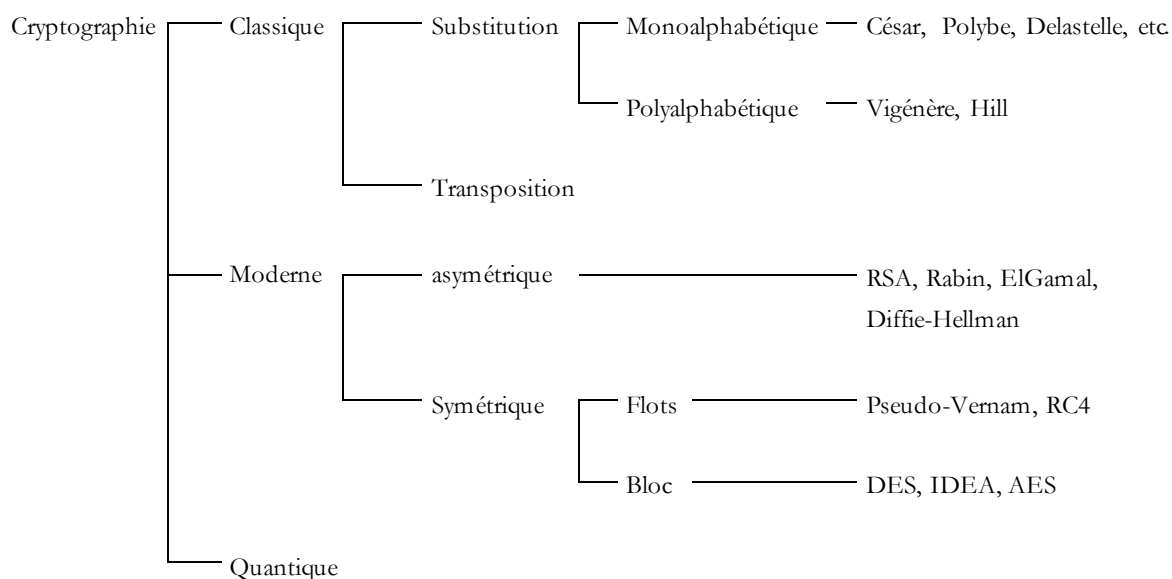 Cryptographie Classique Substitution Monoalphabétique César, Polybe, Delastelle, etc.
Polyalphabétique Vigénère, Hill
Transposition
Moderne asymétrique RSA, Rabin, ElGamal,
Diffie-Hellman
Symétrique Flots Pseudo-Vernam, RC4
Bloc DES, IDEA, AES
Quantique